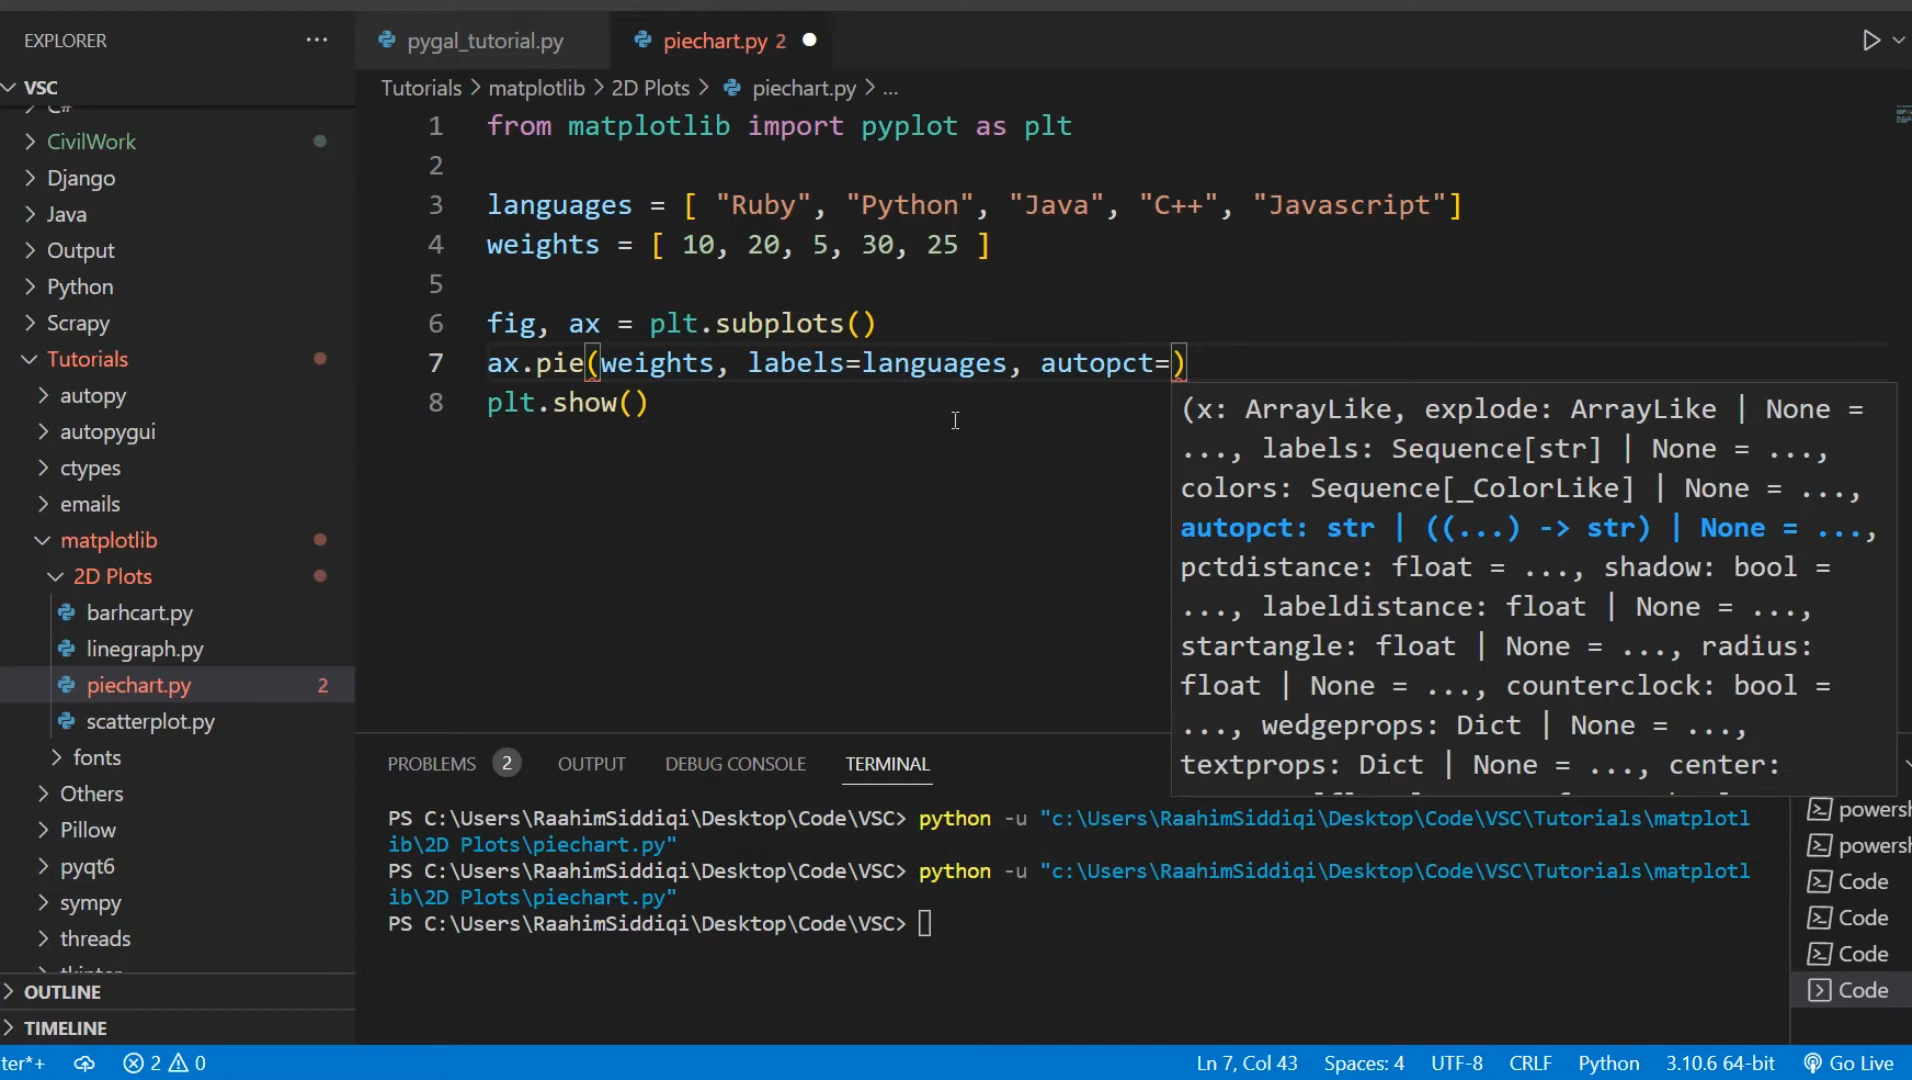 EXPLORER
VSC
C#
CivilWork
Django
Java
Output
Python
Scrapy
Tutorials
autopy
autopygui
ctypes
emails
matplotlib
2D Plots
barhcart.py
linegraph.py
piechart.py 2
scatterplot.py
fonts
Others
Pillow
pyqt6
sympy
threads
tkinter
OUTLINE
TIMELINE
pygal_tutorial.py
piechart.py 2
Tutorials > matplotlib > 2D Plots > piechart.py > ...
1 from matplotlib import pyplot as plt
2
3 languages = [ "Ruby", "Python", "Java", "C++", "Javascript"]
4 weights = [ 10, 20, 5, 30, 25 ]
5
6 fig, ax = plt.subplots()
7 ax.pie(weights, labels=languages, autopct=)
8 plt.show()
(x: ArrayLike, explode: ArrayLike | None =
..., labels: Sequence[str] | None = ...,
colors: Sequence[_ColorLike] | None = ...,
autopct: str | ((...) -> str) | None = ...,
pctdistance: float = ..., shadow: bool =
..., labeldistance: float | None = ...,
startangle: float | None = ..., radius:
float | None = ..., counterclock: bool =
..., wedgeprops: Dict | None = ...,
textprops: Dict | None = ..., center:
PROBLEMS 2 OUTPUT DEBUG CONSOLE TERMINAL
PS C:\Users\RaahimSiddiqi\Desktop\Code\VSC> python -u "c:\Users\RaahimSiddiqi\Desktop\Code\VSC\Tutorials\matplotl
ib\2D Plots\piechart.py"
PS C:\Users\RaahimSiddiqi\Desktop\Code\VSC> python -u "c:\Users\RaahimSiddiqi\Desktop\Code\VSC\Tutorials\matplotl
ib\2D Plots\piechart.py"
PS C:\Users\RaahimSiddiqi\Desktop\Code\VSC>
powersh
powersh
Code
Code
Code
Code
ter*+ 2 0 Ln 7, Col 43 Spaces: 4 UTF-8 CRLF Python 3.10.6 64-bit Go Live